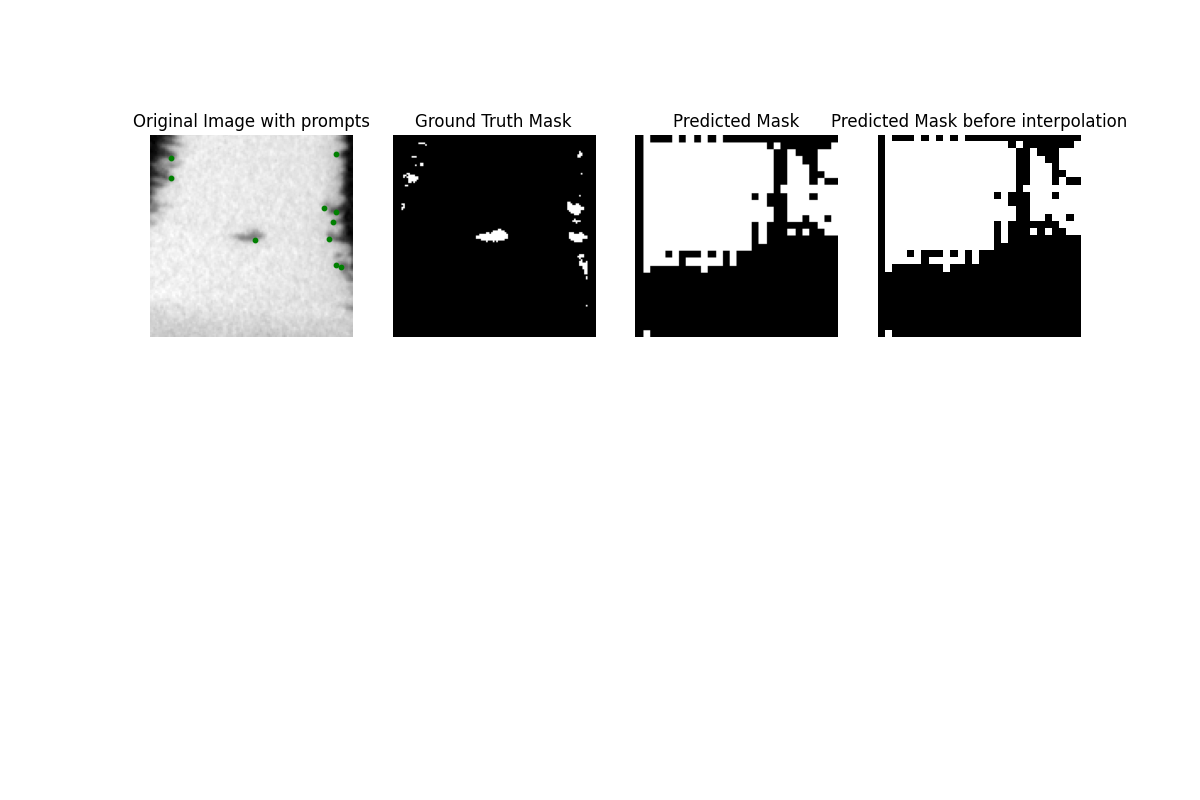 Original Image with prompts
Ground Truth Mask
Predicted Mask
Predicted Mask before interpolation